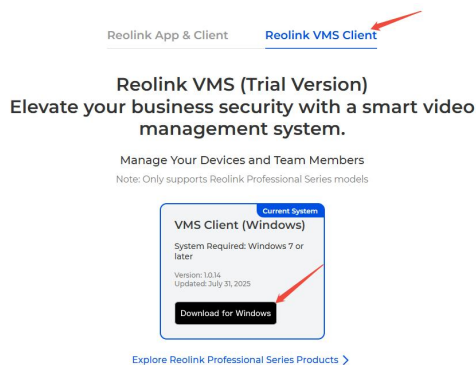 Reolink App & Client
Reolink VMS Client
Reolink VMS (Trial Version)
Elevate your business security with a smart video
management system.
Manage Your Devices and Team Members
Note: Only supports Reolink Professional Series models
Current System
VMS Client (Windows)
System Required: Windows 7 or
later
Version: 1.0.14
Updated: July 31, 2025
Download for Windows
Explore Reolink Professional Series Products